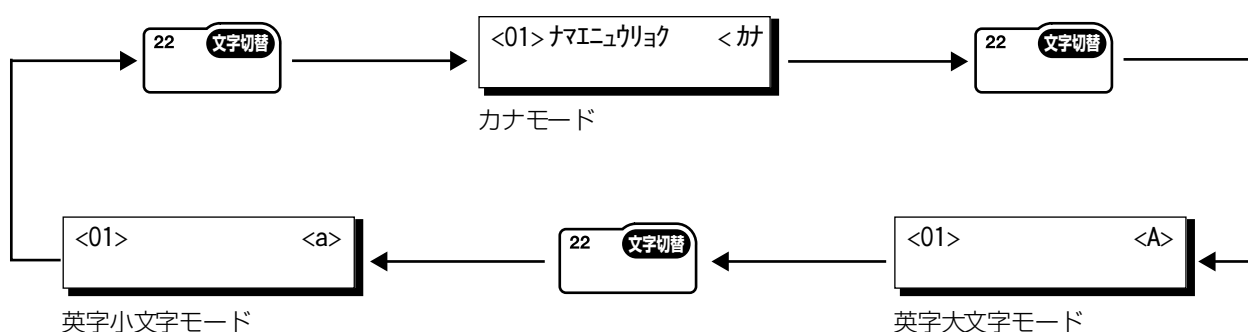 22 文字切替
<01> ﾅﾏｴﾆｭｳﾘｮｸ < ｶﾅ
22 文字切替
カナモード
<01> <a>
22 文字切替
<01> <A>
英字小文字モード
英字大文字モード